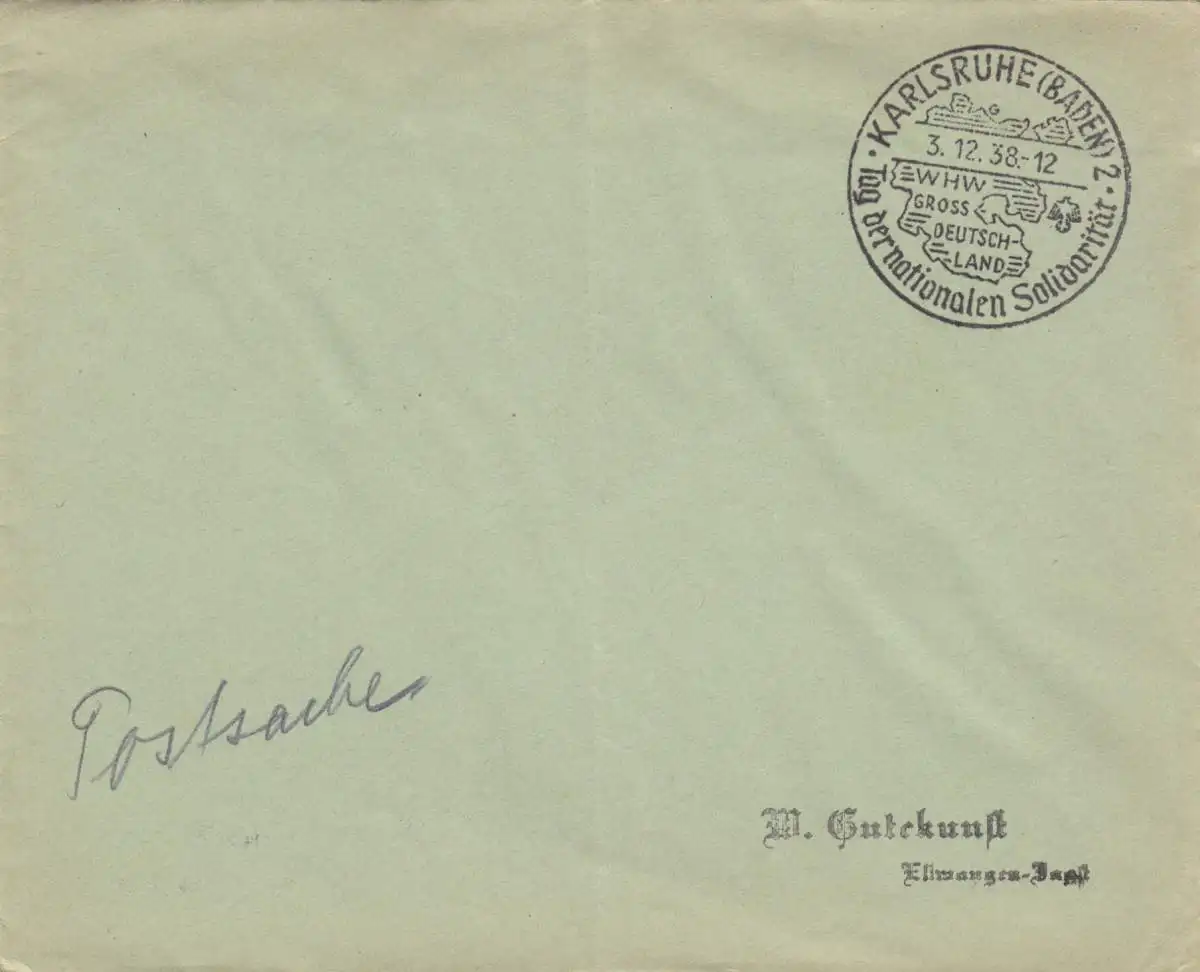 KARLSRUHE (BADEN) 2
G
3. 12. 38.-12
WHW
GROSS
DEUTSCH-
LAND
Tag der nationalen Solidarität
Postsache
W. Gutekunst
Ellwangen-Jagst